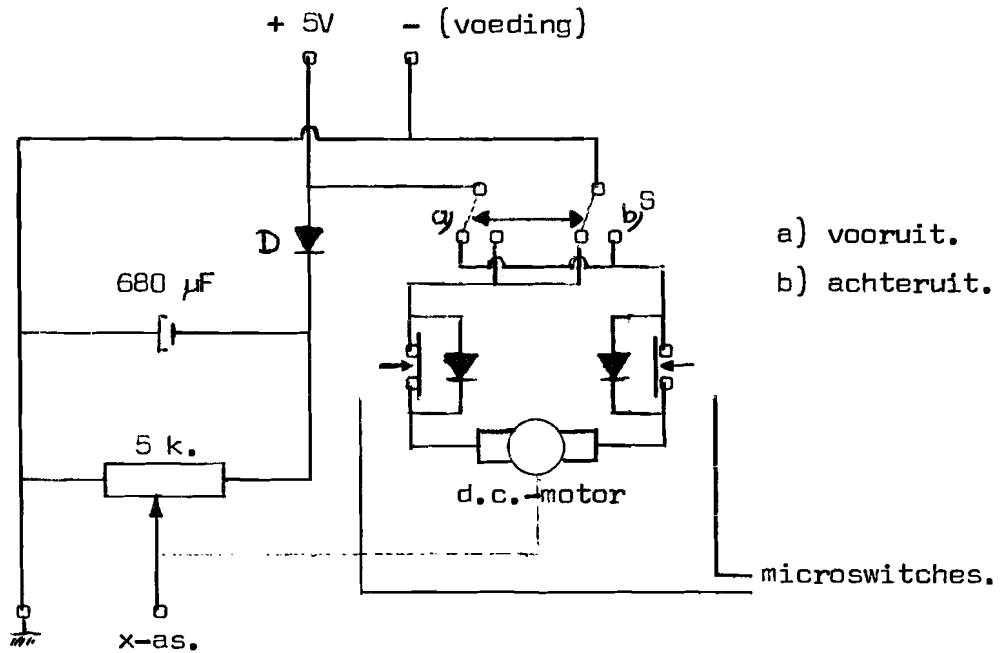 + 5V - (voeding)
a) b) S
a) vooruit.
D
b) achteruit.
680 µF
5 k.
d.c.-motor
microswitches.
x-as.